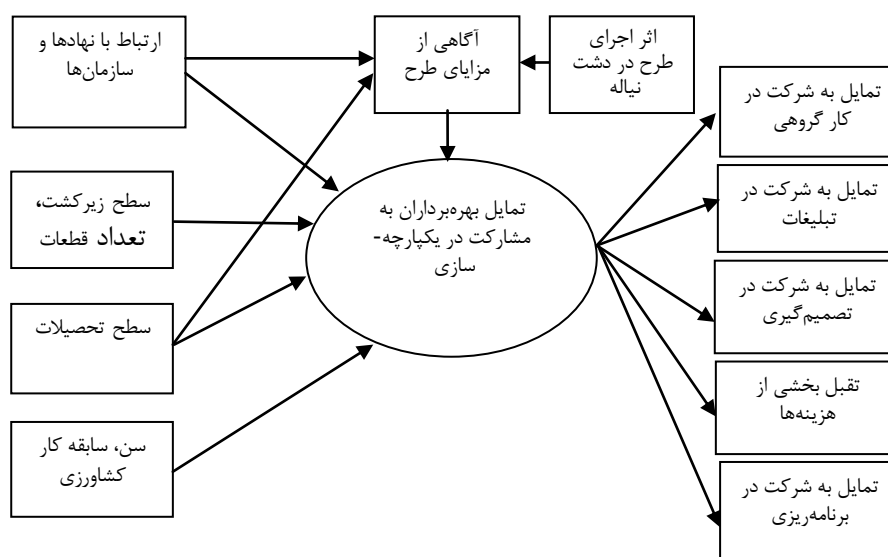 اثر اجرای
طرح در دشت
نیاله
آگاهی از
مزایای طرح
ارتباط با نهادها و
سازمان‌ها
سطح زیرکشت،
تعداد قطعات
سطح تحصیلات
سن، سابقه کار
کشاورزی
تمایل بهره‌برداران به
مشارکت در یکپارچه-
سازی
تمایل به شرکت در
کار گروهی
تمایل به شرکت در
تبلیغات
تمایل به شرکت در
تصمیم‌گیری
تقبل بخشی از
هزینه‌ها
تمایل به شرکت در
برنامه‌ریزی